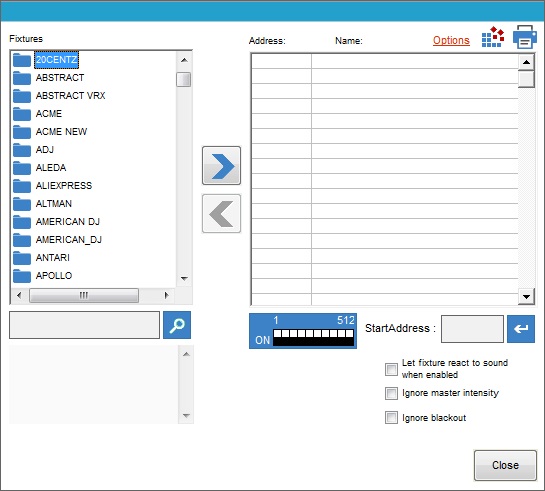 Fixtures
Address: Name: Options
20CENTZ
ABSTRACT
ABSTRACT VRX
ACME
ACME NEW
ADJ
ALEDA
ALIEXPRESS
ALTMAN
AMERICAN DJ
AMERICAN_DJ
ANTARI
APOLLO
1 512
ON
StartAddress :
Let fixture react to sound
when enabled
Ignore master intensity
Ignore blackout
Close